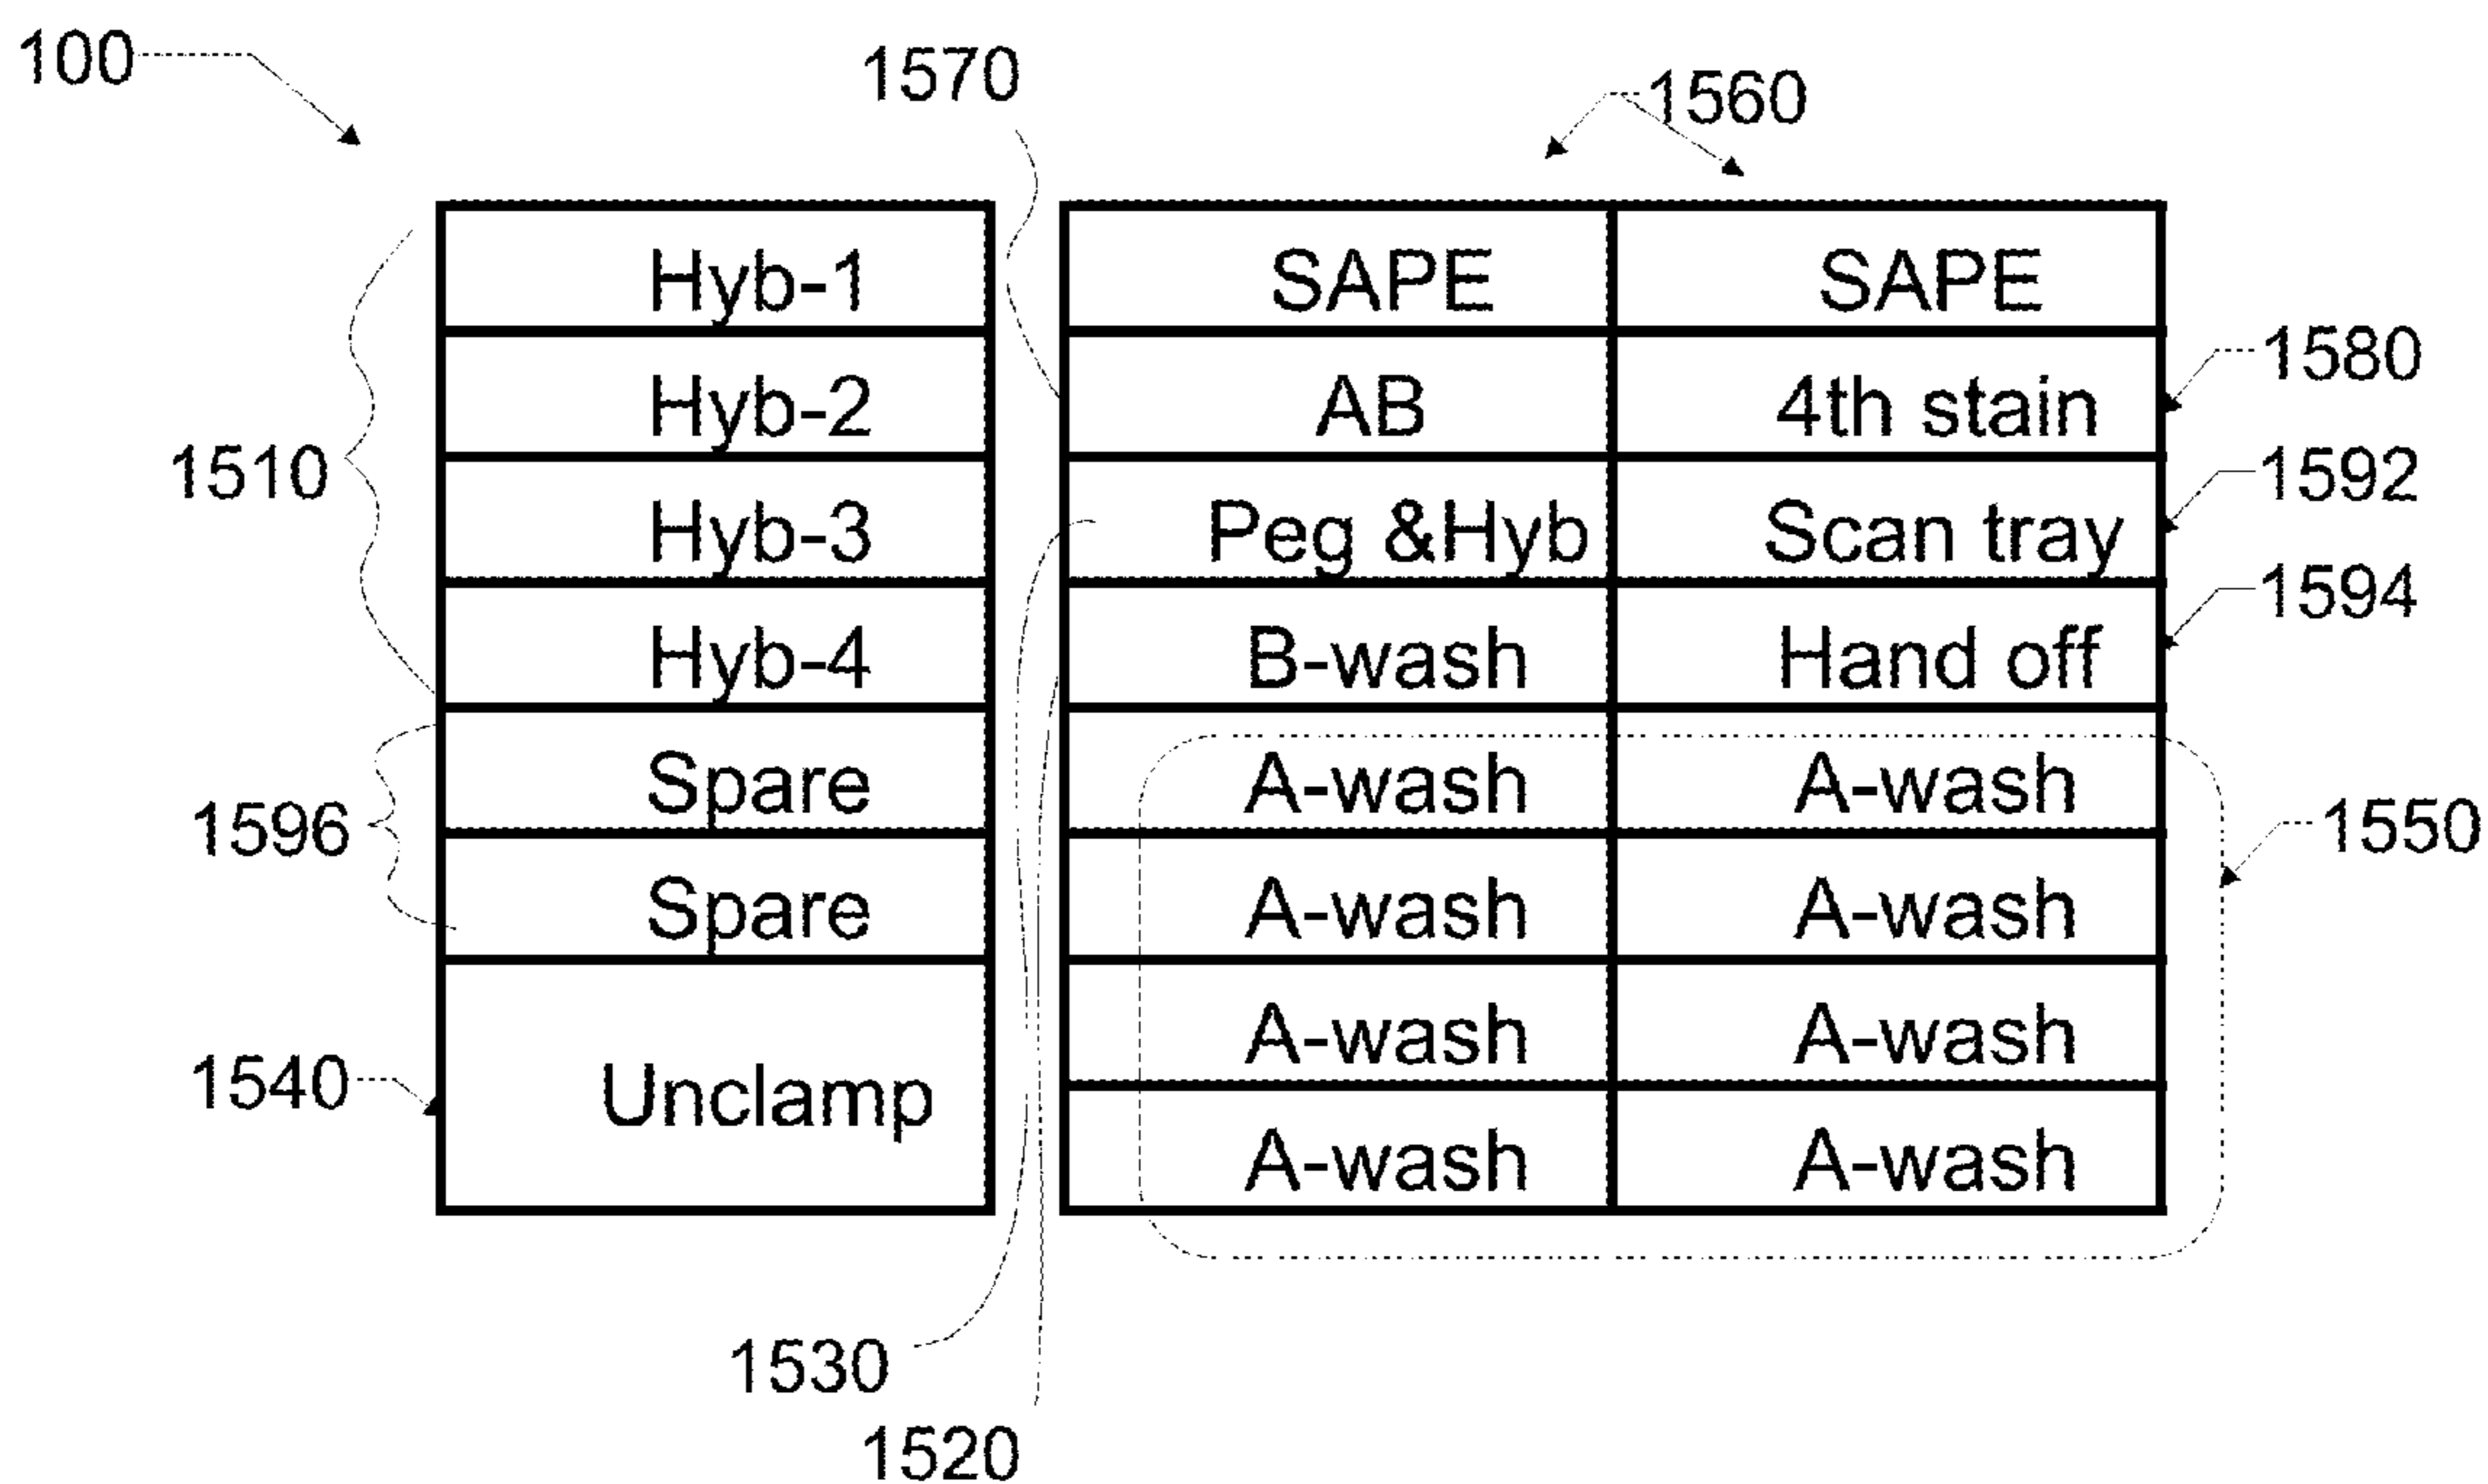 100
1570
1560
Hyb-1 SAPE SAPE
Hyb-2 AB 4th stain 1580
1510 Hyb-3 Peg &Hyb Scan tray 1592
Hyb-4 B-wash Hand off 1594
Spare A-wash A-wash
1596 1550
Spare A-wash A-wash
A-wash A-wash
1540 Unclamp
A-wash A-wash
1530
1520